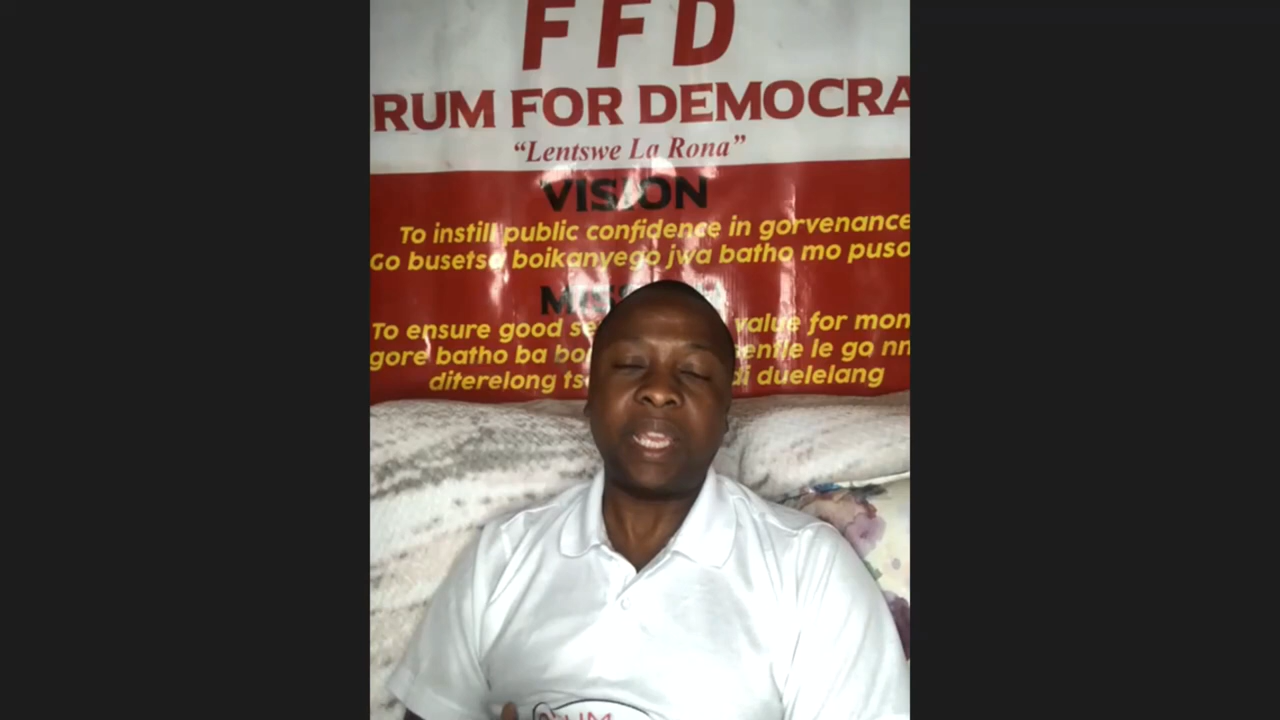 FFD
RUM FOR DEMOCRA
“Lentswe La Rona”
VISION
To instill public confidence in gorvenance
Go busetsa boikanyego jwa batho mo puso
To ensure good se value for mon
gore batho ba bo entle le go nn
diterelong ts di duelelang